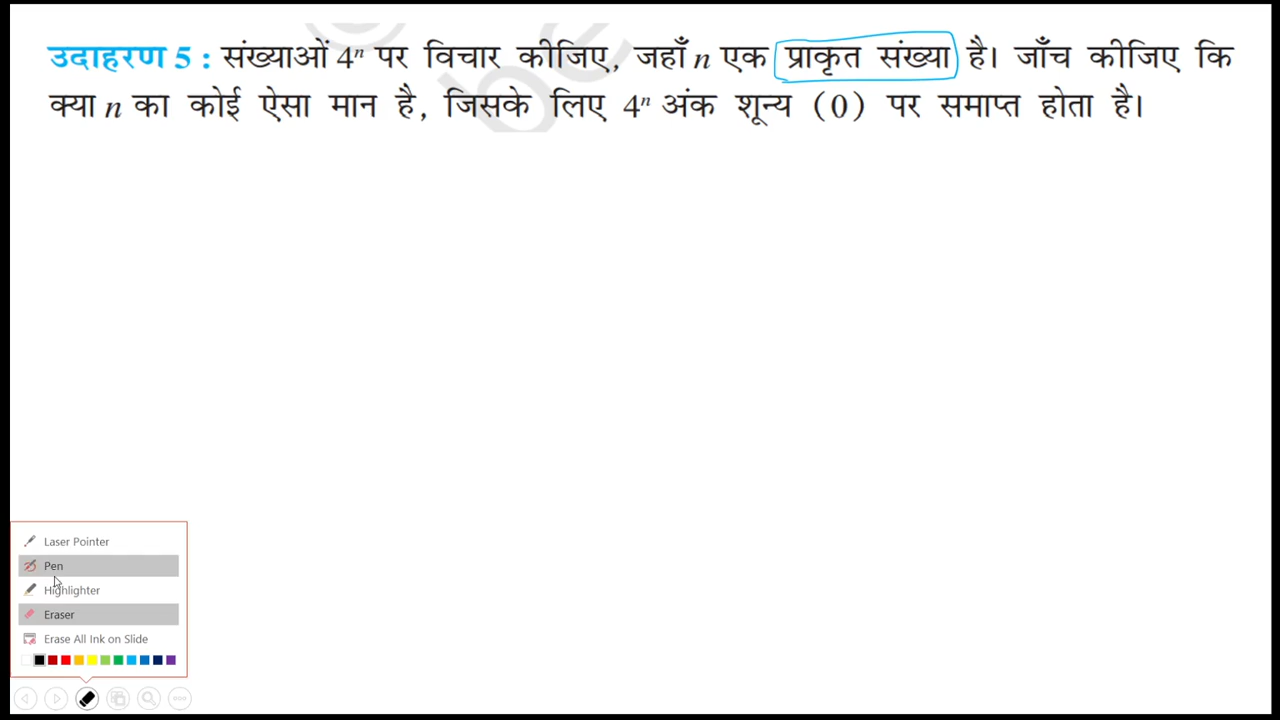 उदाहरण 5 : संख्याओं 4ⁿ पर विचार कीजिए, जहाँ n एक प्राकृत संख्या है। जाँच कीजिए कि
क्या n का कोई ऐसा मान है, जिसके लिए 4ⁿ अंक शून्य (0) पर समाप्त होता है।
Laser Pointer
Pen
Highlighter
Eraser
Erase All Ink on Slide